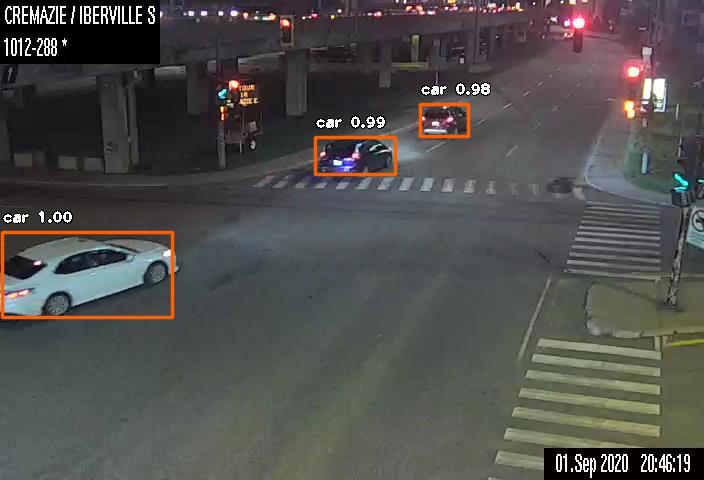 CREMAZIE / IBERVILLE S
1012-288 *
car 0.98
car 0.99
car 1.00
01.Sep 2020 20:46:19